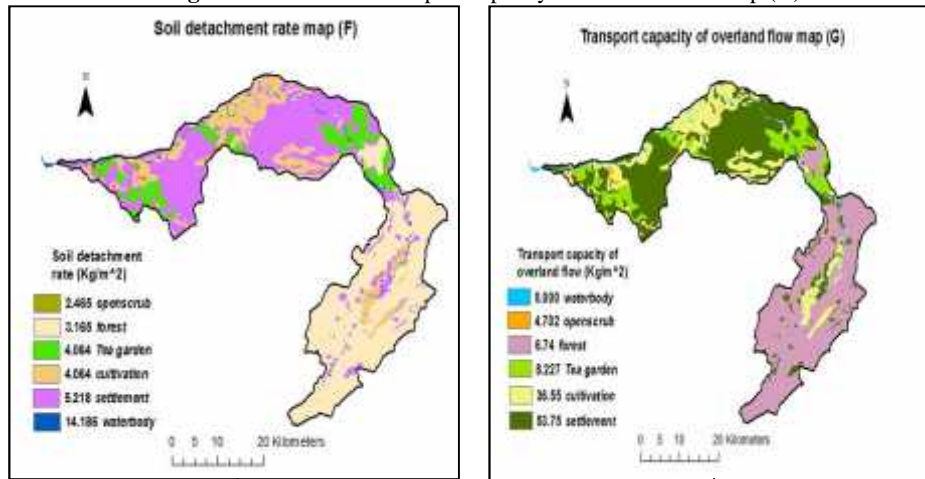 Soil detachment rate map (F)
N
Soil detachment
rate (Kg/m^2)
2.465 openscrub
3.165 forest
4.064 Tea garden
4.064 cultivation
5.218 settlement
14.186 waterbody
0 5 10 20 Kilometers
Transport capacity of overland flow map (G)
N
Transport capacity of
overland flow (Kg/m^2)
waterbody
4.702 openscrub
6.74 forest
8.227 Tea garden
36.55 cultivation
53.75 settlement
0 5 10 20 Kilometers